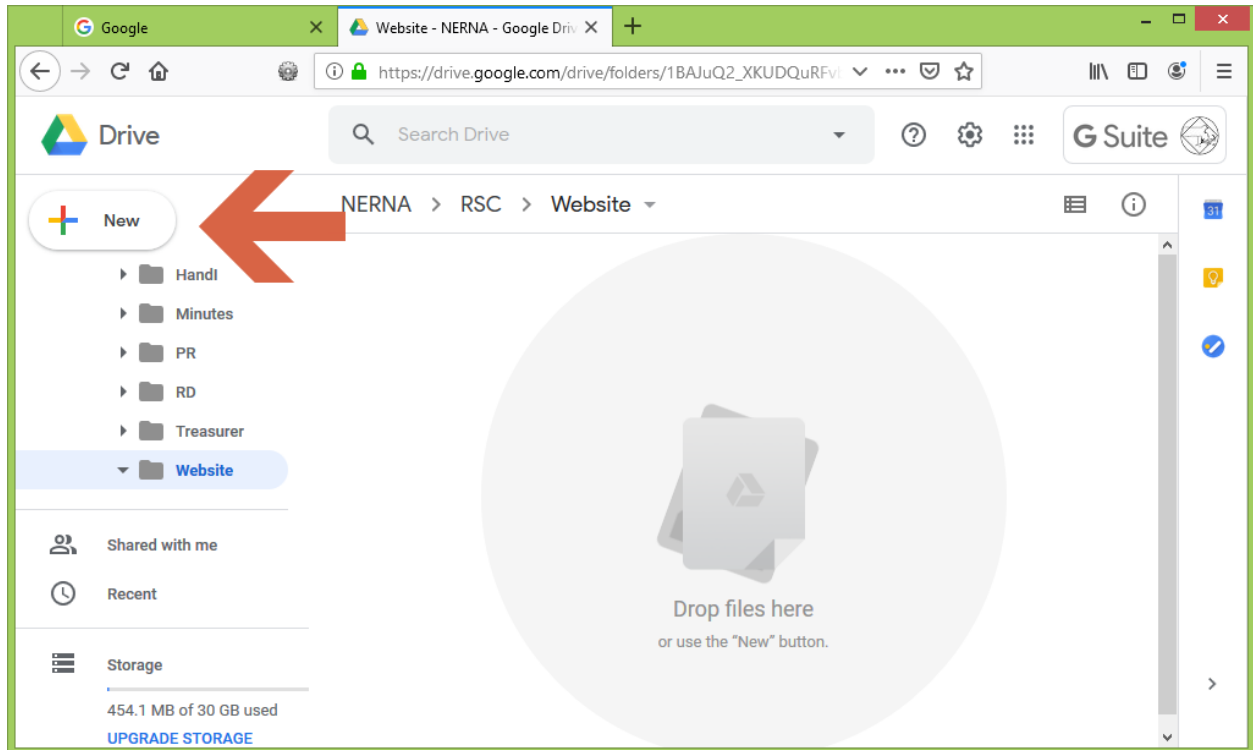 Google
Website - NERNA - Google Driv
https://drive.google.com/drive/folders/1BAJuQ2_XKUDQuRFv
Drive
Search Drive
G Suite
New
NERNA > RSC > Website
31
HandI
Minutes
PR
RD
Treasurer
Website
Shared with me
Recent
Drop files here
or use the "New" button.
Storage
454.1 MB of 30 GB used
UPGRADE STORAGE